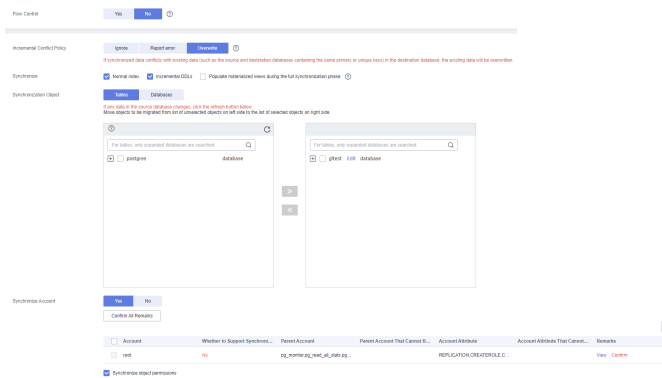 Flow Control Yes No
Incremental Conflict Policy Ignore Report error Overwrite
If synchronized data conflicts with existing data (such as the source and destination databases containing the same primary or unique keys) in the destination database, the existing data will be overwritten.
Synchronize Normal index Incremental DDLs Populate materialized views during the full synchronization phase
Synchronization Object Tables Databases
If any data in the source database changes, click the refresh button below.
Move objects to be migrated from list of unselected objects on left side to the list of selected objects on right side.
For tables, only expanded databases are searched. For tables, only expanded databases are searched.
postgres database Edit database
Synchronize Account Yes No
Confirm All Remarks
Account Whether to Support Synchroni... Parent Account Parent Account That Cannot B... Account Attribute Account Attribute That Cannot... Remarks
No pg_monitor,pg_read_all_stats,pg... REPLICATION,CREATEROLE,C... View Confirm
Synchronize object permissions